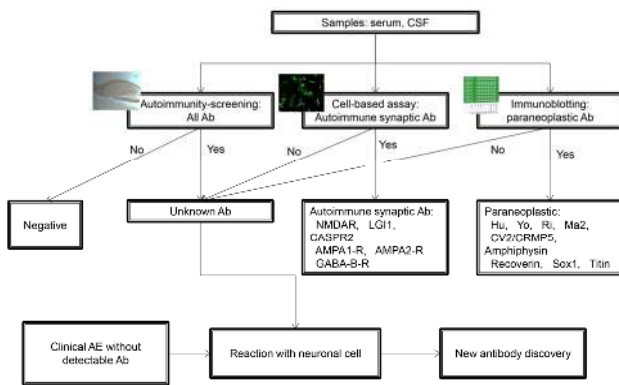 Samples: serum, CSF
Autoimmunity-screening:
All Ab
Cell-based assay:
Autoimmune synaptic Ab
Immunoblotting:
paraneoplastic Ab
No
Yes
No
Yes
No
Yes
Negative
Unknown Ab
Autoimmune synaptic Ab:
NMDAR, LGI1,
CASPR2
AMPA1-R, AMPA2-R
GABA-B-R
Paraneoplastic:
Hu, Yo, Ri, Ma2,
CV2/CRMP5,
Amphiphysin
Recoverin, Sox1, Titin
Clinical AE without
detectable Ab
Reaction with neuronal cell
New antibody discovery